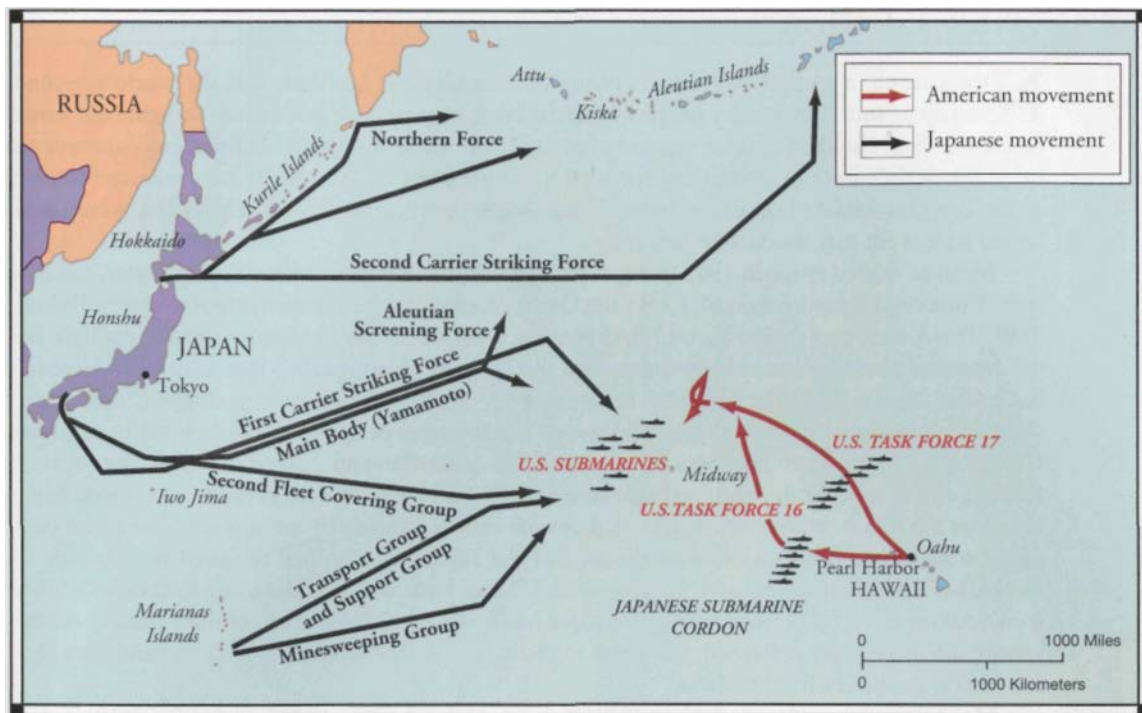 RUSSIA
Attu
Kiska
Aleutian Islands
American movement
Japanese movement
Northern Force
Kurile Islands
Hokkaido
Second Carrier Striking Force
Honshu
JAPAN
Tokyo
Aleutian
Screening Force
First Carrier Striking Force
Main Body (Yamamoto)
Second Fleet Covering Group
Iwo Jima
U.S. SUBMARINES
Midway
U.S. TASK FORCE 17
U.S.TASK FORCE 16
Oahu
Pearl Harbor
HAWAII
Transport Group
and Support Group
Marianas
Islands
Minesweeping Group
JAPANESE SUBMARINE
CORDON
0
1000 Miles
0
1000 Kilometers